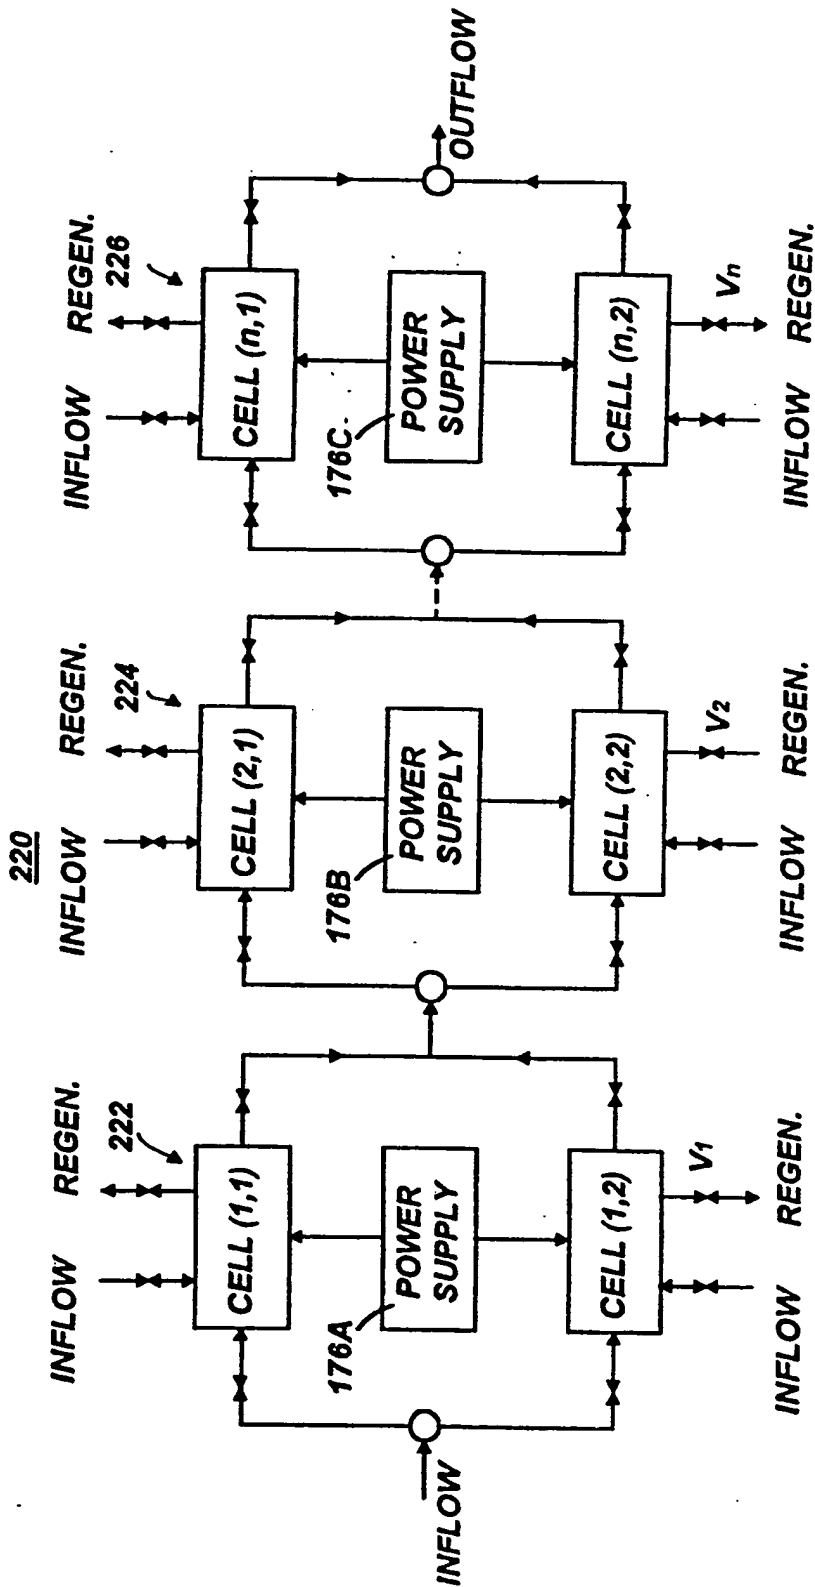 220
INFLOW
REGEN.
222
INFLOW
REGEN.
224
INFLOW
REGEN.
226
CELL (1,1)
CELL (2,1)
CELL (n,1)
176A
POWER
SUPPLY
176B
POWER
SUPPLY
176C
POWER
SUPPLY
INFLOW
OUTFLOW
CELL (1,2)
CELL (2,2)
CELL (n,2)
V1
V2
Vn
INFLOW
REGEN.
INFLOW
REGEN.
INFLOW
REGEN.